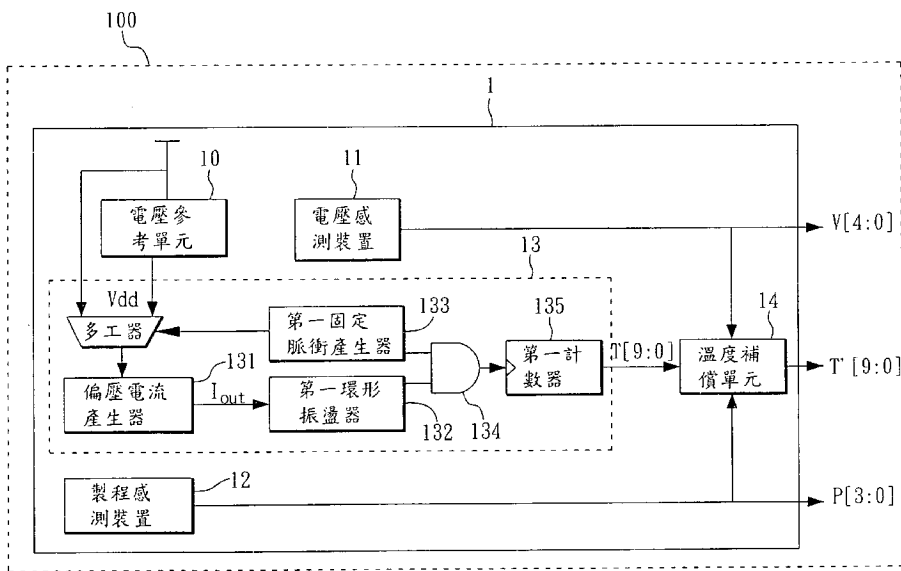 100
1
10
11
電壓參
考單元
電壓感
測裝置
V[4:0]
13
Vdd
多工器
第一固定
脈衝產生器
133
135
14
第一計
數器
T[9:0]
溫度補
償單元
T' [9:0]
131
偏壓電流
產生器
Iout
第一環形
振盪器
132
134
12
製程感
測裝置
P[3:0]